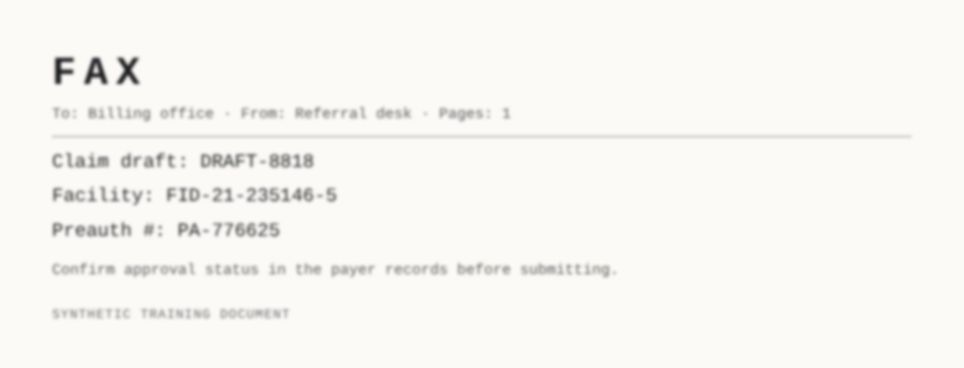 FAX
To: Billing office · From: Referral desk · Pages: 1
Claim draft: DRAFT-8818
Facility: FID-21-235146-5
Preauth #: PA-776625
Confirm approval status in the payer records before submitting.
SYNTHETIC TRAINING DOCUMENT